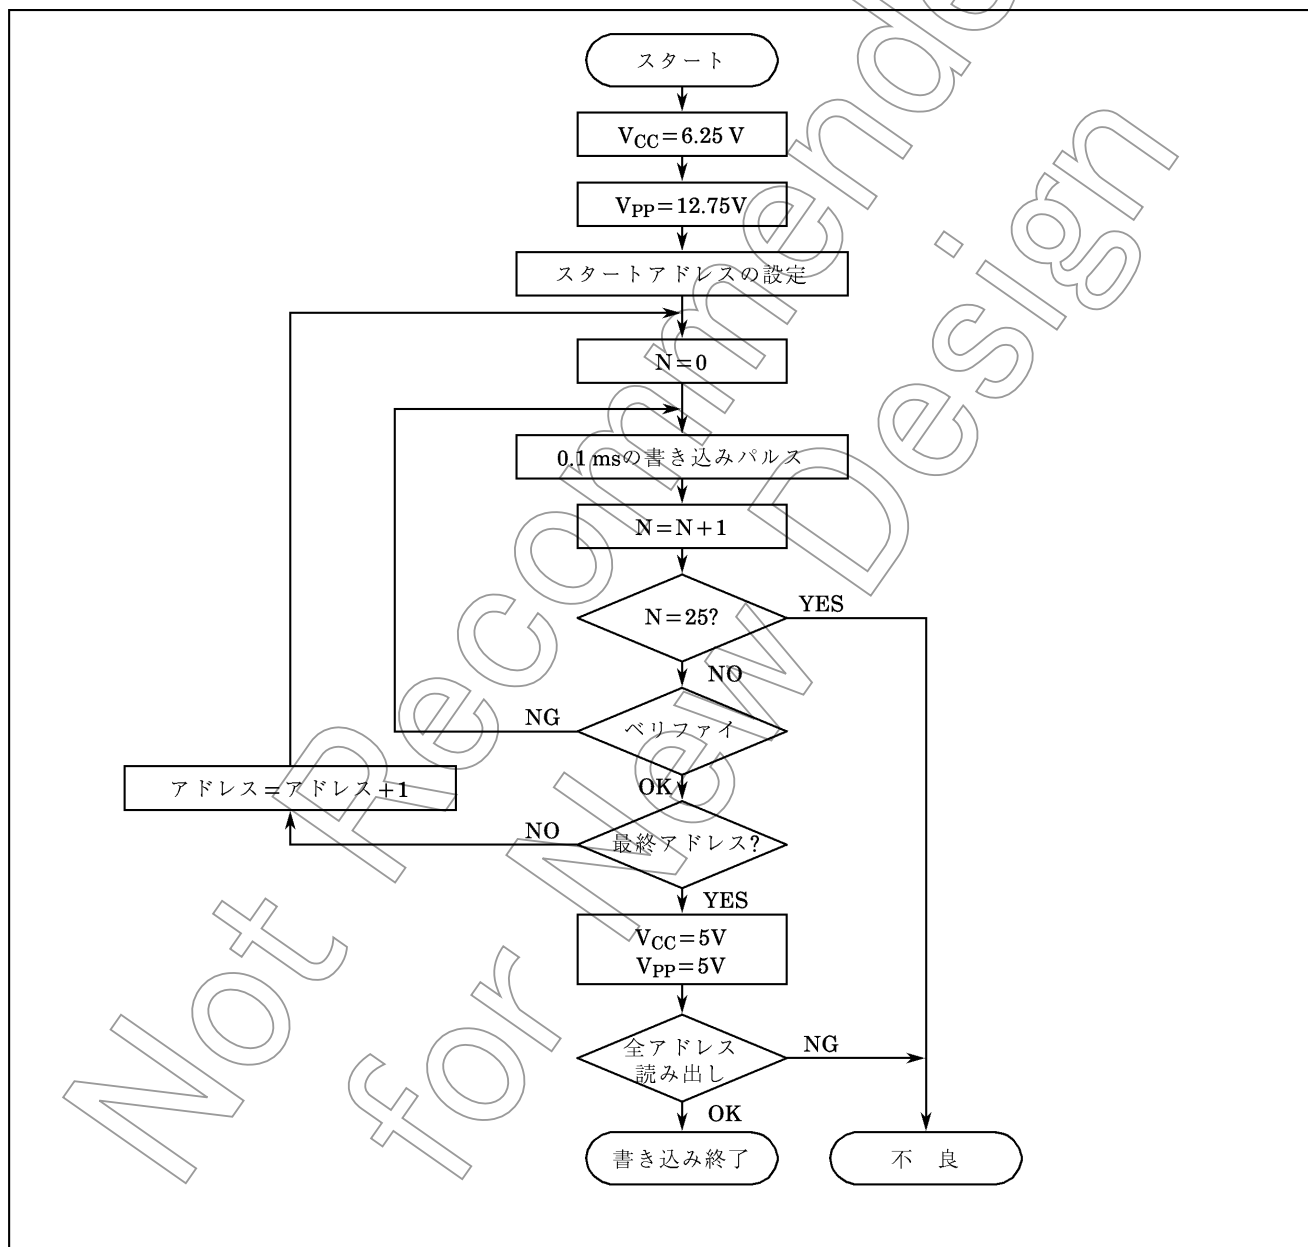 スタート
VCC=6.25 V
VPP=12.75V
スタートアドレスの設定
N=0
0.1 msの書き込みパルス
N=N+1
N=25?
YES
NO
ベリファイ
NG
OK
アドレス=アドレス+1
最終アドレス?
NO
YES
VCC=5V
VPP=5V
全アドレス
読み出し
NG
OK
書き込み終了
不　良
Not Recommended
for New Design